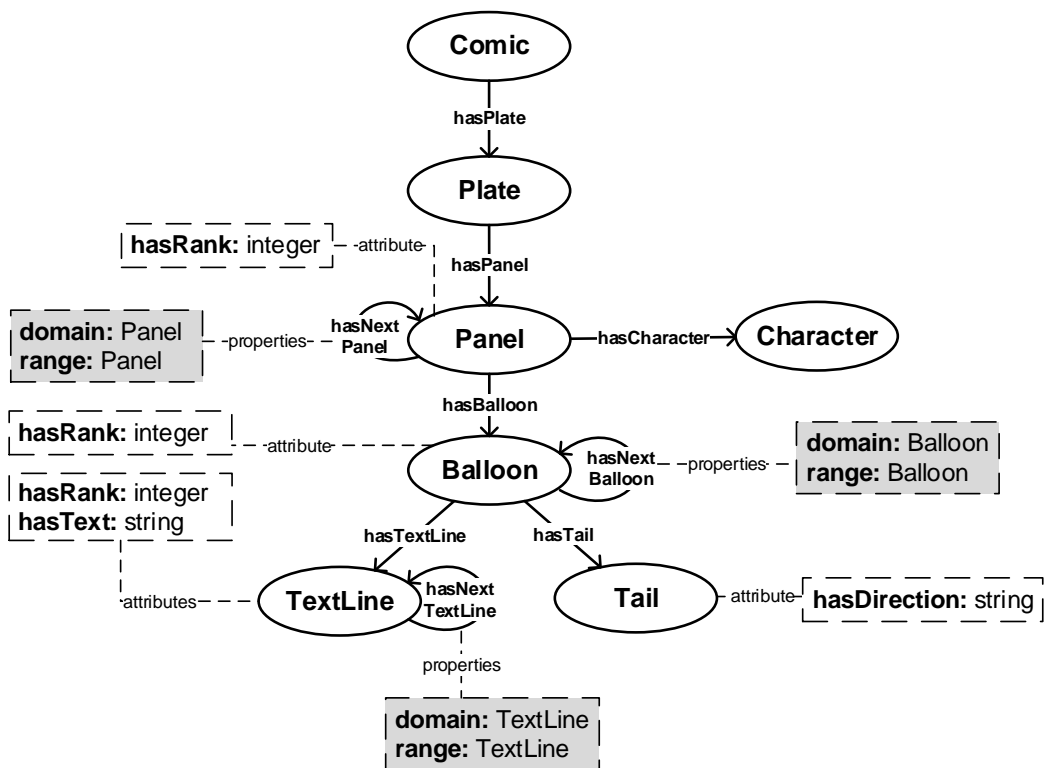 Comic
hasPlate
Plate
hasRank: integer
attribute
hasPanel
domain: Panel
range: Panel
properties
hasNext
Panel
Panel
hasCharacter
Character
hasBalloon
hasRank: integer
attribute
Balloon
hasNext
Balloon
properties
domain: Balloon
range: Balloon
hasRank: integer
hasText: string
hasTextLine
hasTail
attributes
TextLine
hasNext
TextLine
Tail
attribute
hasDirection: string
properties
domain: TextLine
range: TextLine